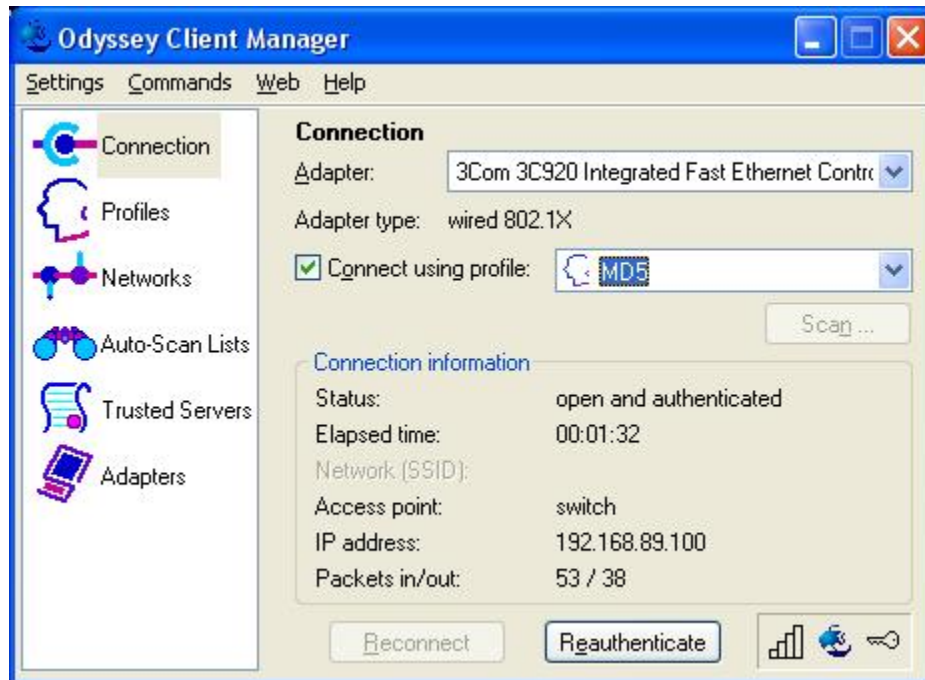 Odyssey Client Manager
Settings Commands Web Help
Connection
Profiles
Networks
Auto-Scan Lists
Trusted Servers
Adapters
Connection
Adapter: 3Com 3C920 Integrated Fast Ethernet Contr
Adapter type: wired 802.1X
Connect using profile: MD5
Scan ...
Connection information
Status: open and authenticated
Elapsed time: 00:01:32
Network (SSID):
Access point: switch
IP address: 192.168.89.100
Packets in/out: 53 / 38
Reconnect Reauthenticate